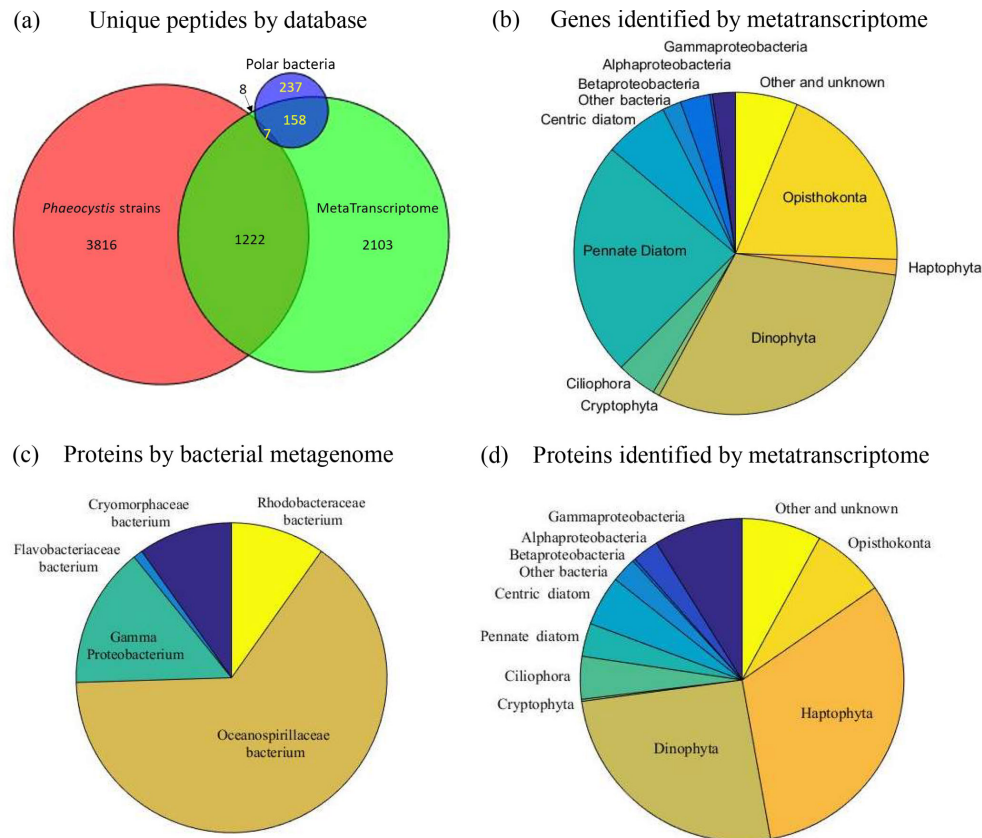 (a) Unique peptides by database
Polar bacteria
8
237
158
7
Phaeocystis strains
MetaTranscriptome
3816
1222
2103
(b) Genes identified by metatranscriptome
Gammaproteobacteria
Alphaproteobacteria
Other and unknown
Betaproteobacteria
Other bacteria
Centric diatom
Opisthokonta
Pennate Diatom
Haptophyta
Dinophyta
Ciliophora
Cryptophyta
(c) Proteins by bacterial metagenome
Cryomorphaceae
bacterium
Rhodobacteraceae
bacterium
Flavobacteriaceae
bacterium
Gamma
Proteobacterium
Oceanospirillaceae
bacterium
(d) Proteins identified by metatranscriptome
Gammaproteobacteria
Other and unknown
Alphaproteobacteria
Opisthokonta
Betaproteobacteria
Other bacteria
Centric diatom
Pennate diatom
Ciliophora
Cryptophyta
Haptophyta
Dinophyta